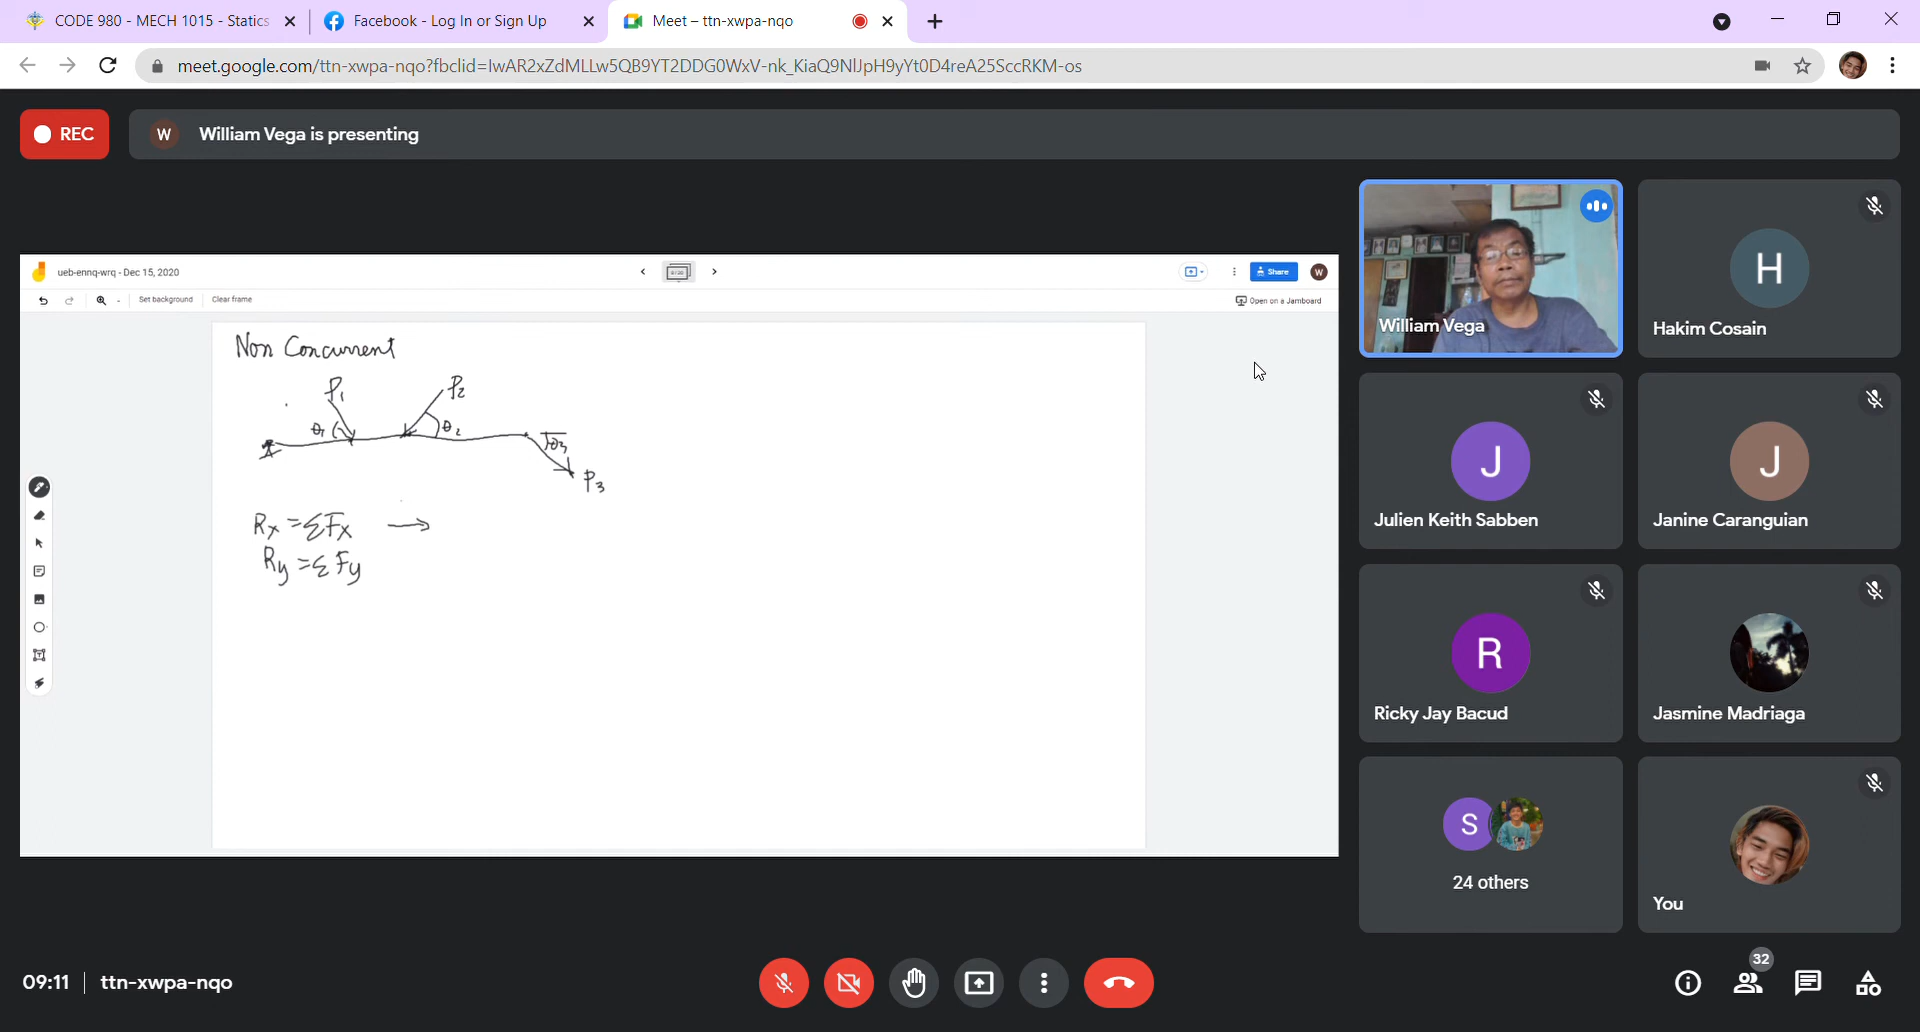 CODE 980 - MECH 1015 - Statics
Facebook - Log In or Sign Up
Meet – ttn-xwpa-nqo
meet.google.com/ttn-xwpa-nqo?fbclid=IwAR2xZdMLLw5QB9YT2DDG0WxV-nk_KiaQ9NlJpH9yYt0D4reA25SccRKM-os
REC
W
William Vega is presenting
ueb-ennq-wrq - Dec 15, 2020
Share
W
Set background
Clear frame
Open on a Jamboard
Non Concurrent
P1
P2
θ1
θ2
θ3
P3
Rx = ΣFx →
Ry = ΣFy
William Vega
H
Hakim Cosain
J
Julien Keith Sabben
J
Janine Caranguian
R
Ricky Jay Bacud
Jasmine Madriaga
S
24 others
You
09:11
ttn-xwpa-nqo
32